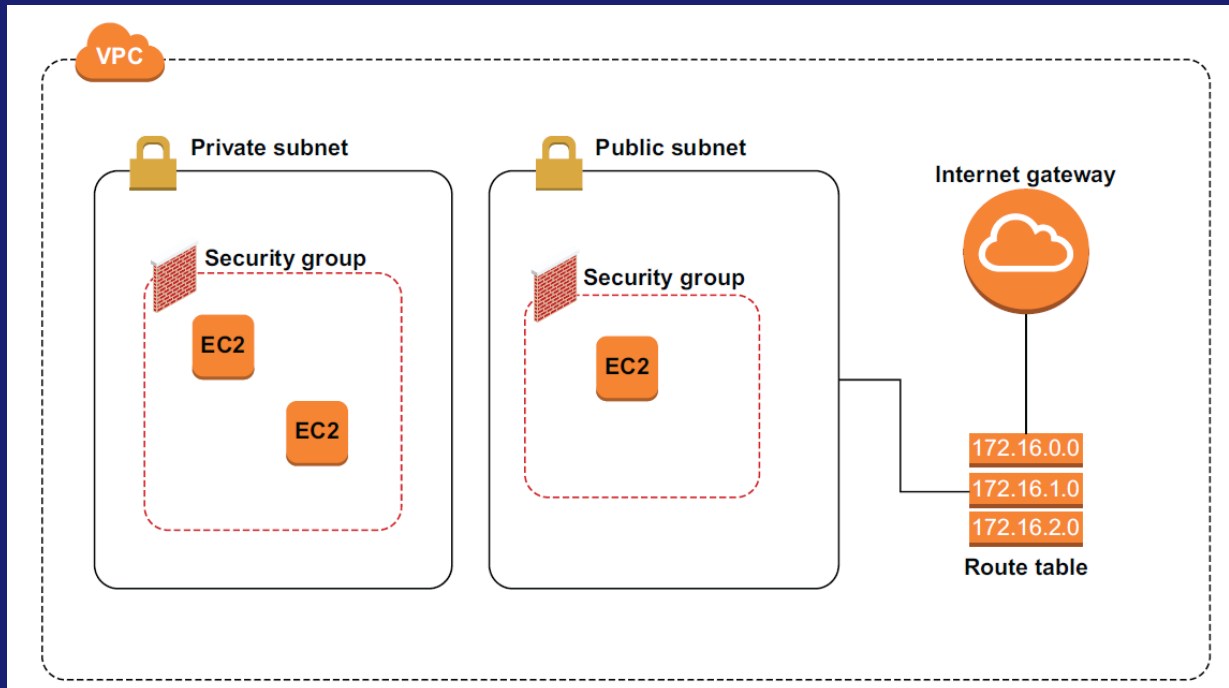 VPC
Private subnet
Public subnet
Internet gateway
Security group
Security group
EC2
EC2
EC2
172.16.0.0
172.16.1.0
172.16.2.0
Route table